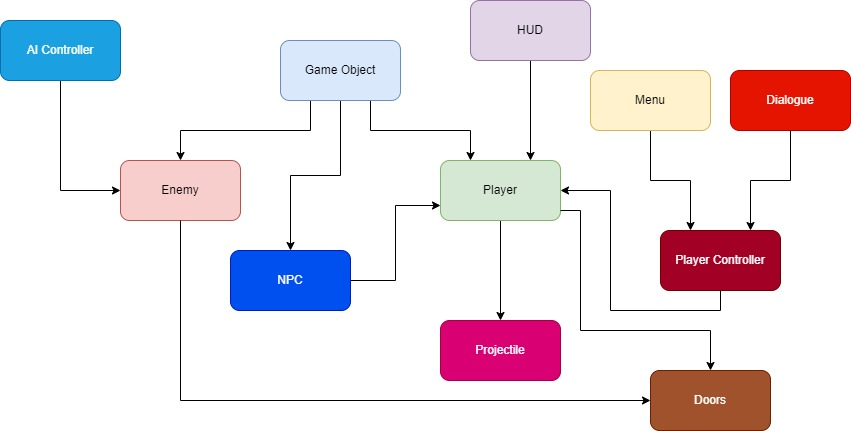 HUD
AI Controller
Game Object
Menu
Dialogue
Enemy
Player
NPC
Player Controller
Projectile
Doors